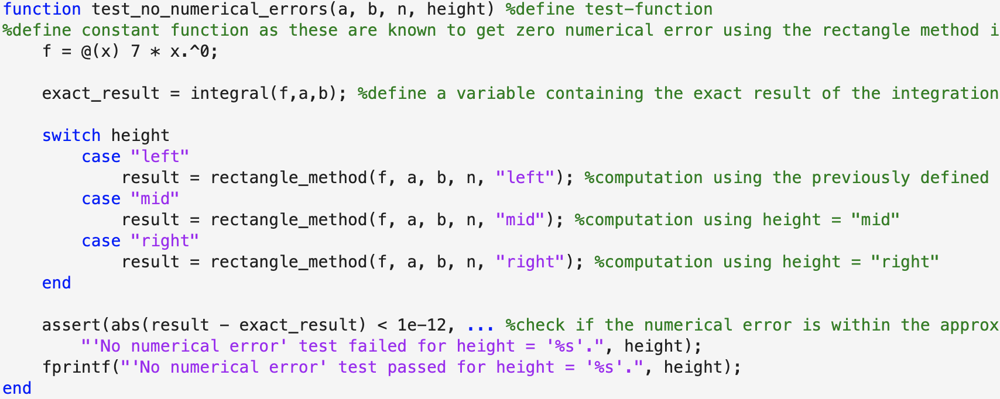 function test_no_numerical_errors(a, b, n, height) %define test-function
%define constant function as these are known to get zero numerical error using the rectangle method i
f = @(x) 7 * x.^0;
exact_result = integral(f,a,b); %define a variable containing the exact result of the integration
switch height
case "left"
result = rectangle_method(f, a, b, n, "left"); %computation using the previously defined
case "mid"
result = rectangle_method(f, a, b, n, "mid"); %computation using height = "mid"
case "right"
result = rectangle_method(f, a, b, n, "right"); %computation using height = "right"
end
assert(abs(result - exact_result) < 1e-12, ... %check if the numerical error is within the approx
"'No numerical error' test failed for height = '%s'.", height);
fprintf("'No numerical error' test passed for height = '%s'.", height);
end